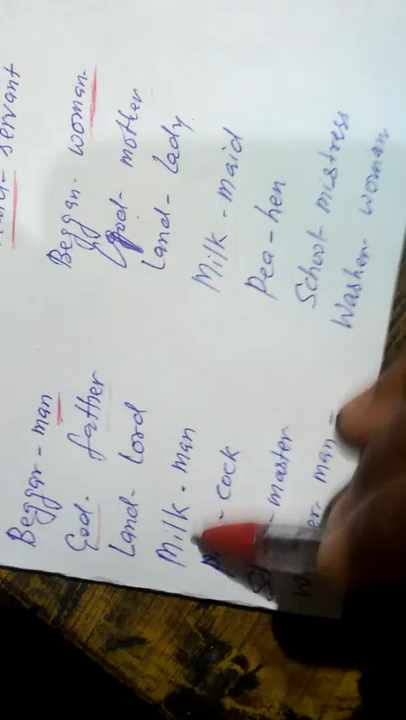 servant
Beggar-man Beggar-woman
God-father God-mother
Land-Lord Land-Lady
Milk-man Milk-maid
-cock Pea-hen
master School-mistress
er-man- Washer-woman